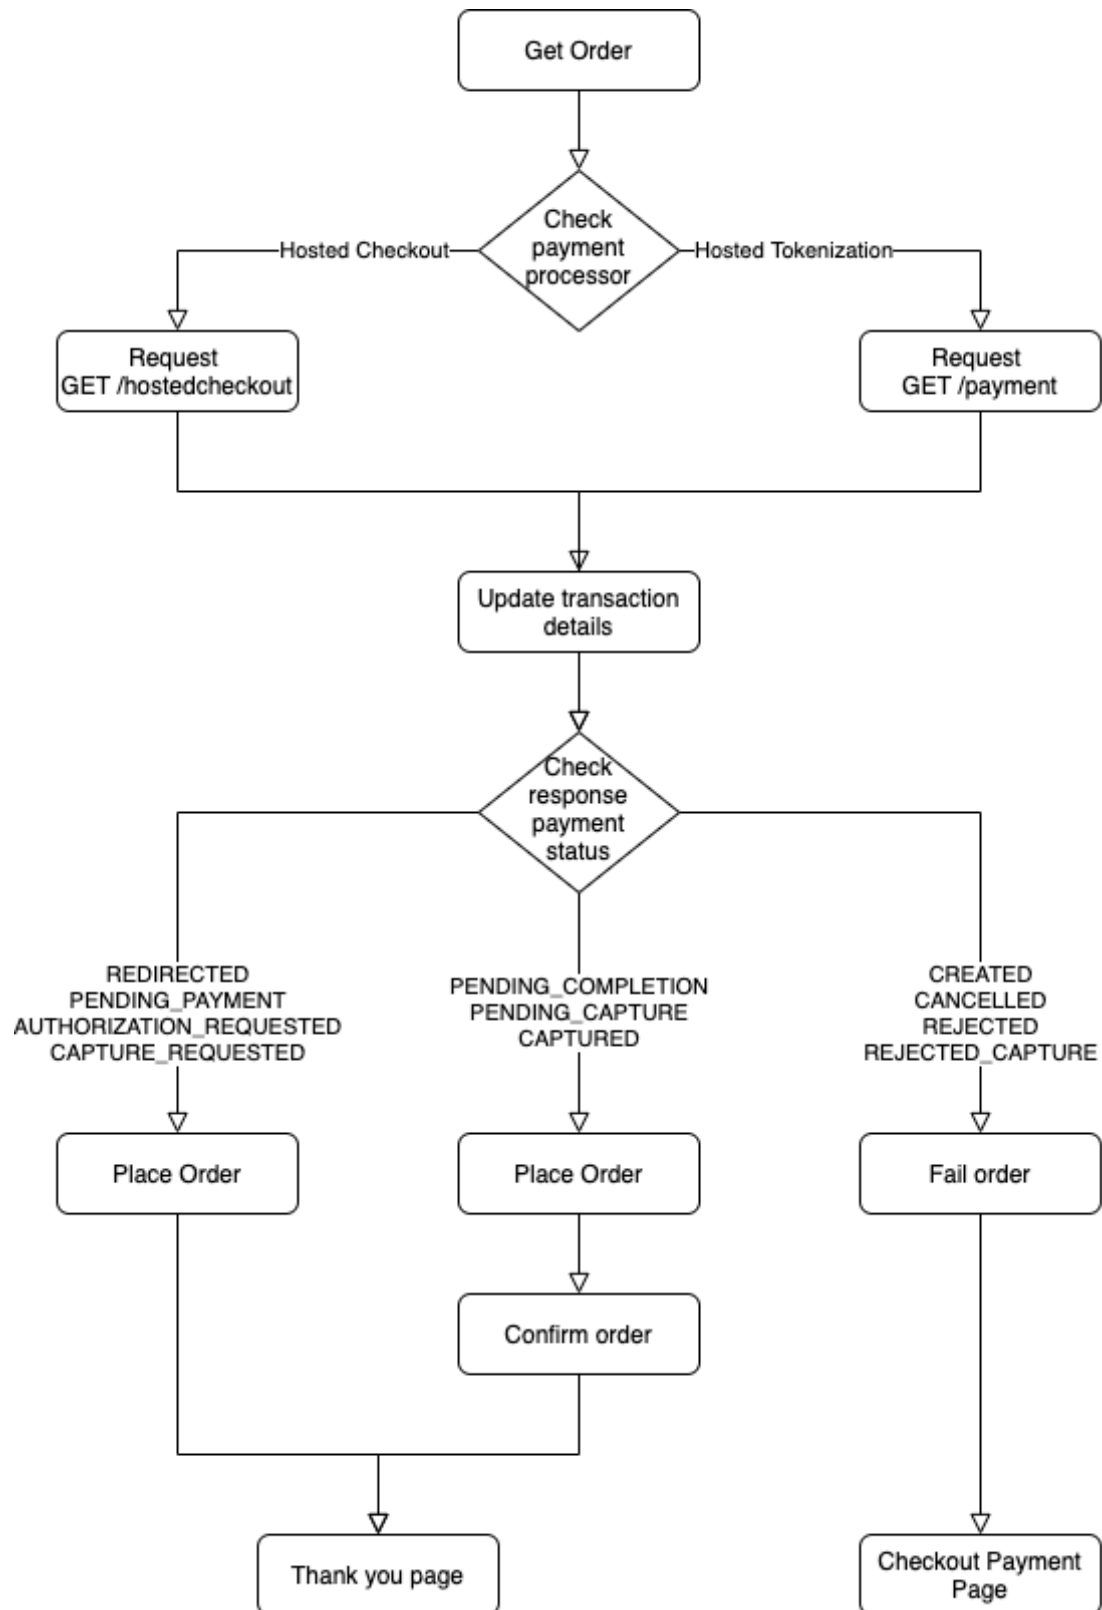 Get Order
Check
payment
processor
Hosted Checkout
Hosted Tokenization
Request
GET /hostedcheckout
Request
GET /payment
Update transaction
details
Check
response
payment
status
REDIRECTED
PENDING_PAYMENT
AUTHORIZATION_REQUESTED
CAPTURE_REQUESTED
PENDING_COMPLETION
PENDING_CAPTURE
CAPTURED
CREATED
CANCELLED
REJECTED
REJECTED_CAPTURE
Place Order
Place Order
Fail order
Confirm order
Thank you page
Checkout Payment
Page